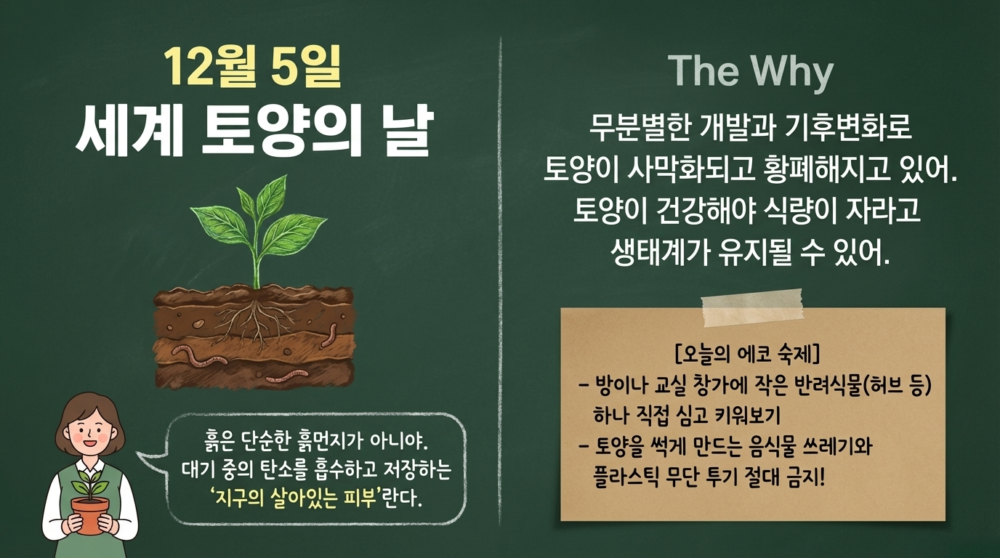 12월 5일
세계 토양의 날
흙은 단순한 흙먼지가 아니야.
대기 중의 탄소를 흡수하고 저장하는
‘지구의 살아있는 피부’란다.
The Why
무분별한 개발과 기후변화로
토양이 사막화되고 황폐해지고 있어.
토양이 건강해야 식량이 자라고
생태계가 유지될 수 있어.
[오늘의 에코 숙제]
- 방이나 교실 창가에 작은 반려식물(허브 등)
하나 직접 심고 키워보기
- 토양을 썩게 만드는 음식물 쓰레기와
플라스틱 무단 투기 절대 금지!